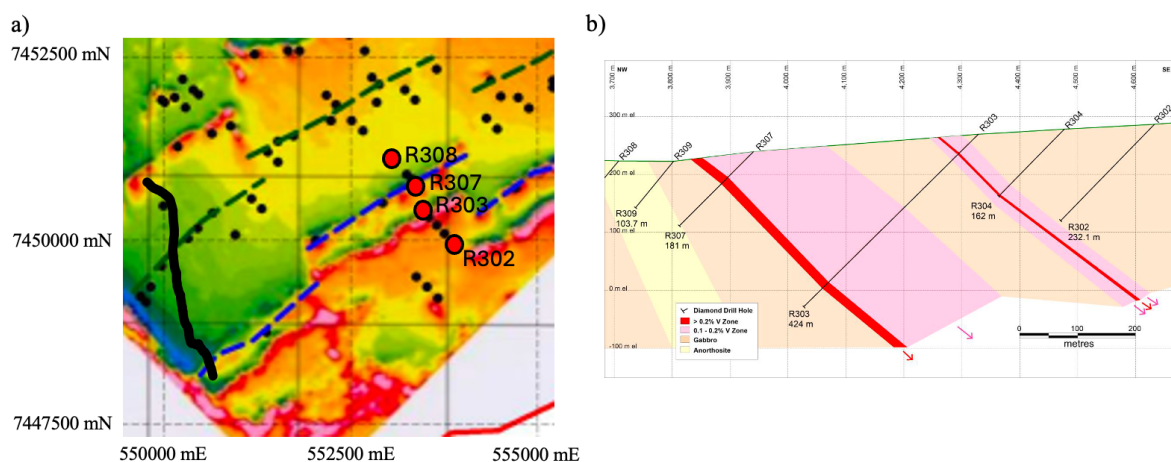 a)
7452500 mN
7450000 mN
7447500 mN
550000 mE
552500 mE
555000 mE
R308
R307
R303
R302
b)
NW
SE
3.700 m
3.800 m
3.900 m
4.000 m
4.100 m
4.200 m
4.300 m
4.400 m
4.500 m
4.600 m
300 m el
200 m el
100 m el
0 m el
-100 m el
R308
R309
R307
R303
R304
R302
R309
103.7 m
R307
181 m
R303
424 m
R304
162 m
R302
232.1 m
Diamond Drill Hole
> 0.2% V Zone
0.1 - 0.2% V Zone
Gabbro
Anorthosite
0 100 200
metres